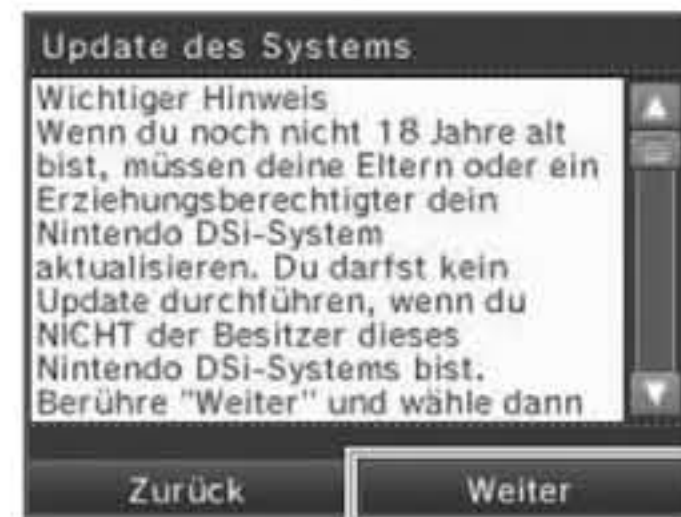 Update des Systems
Wichtiger Hinweis
Wenn du noch nicht 18 Jahre alt
bist, müssen deine Eltern oder ein
Erziehungsberechtigter dein
Nintendo DSi-System
aktualisieren. Du darfst kein
Update durchführen, wenn du
NICHT der Besitzer dieses
Nintendo DSi-Systems bist.
Berühre "Weiter" und wähle dann
Zurück
Weiter